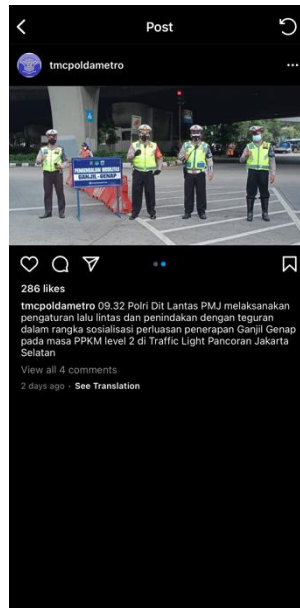 Post
tmcpoldametro
PENGENDALIAN MOBILITAS
GANJIL - GENAP
286 likes
tmcpoldametro 09.32 Polri Dit Lantas PMJ melaksanakan
pengaturan lalu lintas dan penindakan dengan teguran
dalam rangka sosialisasi perluasan penerapan Ganjil Genap
pada masa PPKM level 2 di Traffic Light Pancoran Jakarta
Selatan
View all 4 comments
2 days ago · See Translation